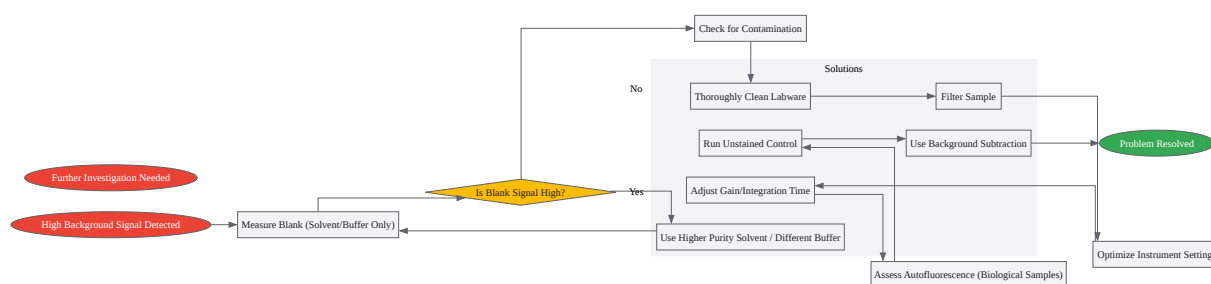 Check for Contamination
Solutions
No
Thoroughly Clean Labware
Filter Sample
Run Unstained Control
Use Background Subtraction
Problem Resolved
Further Investigation Needed
Is Blank Signal High?
Yes
Adjust Gain/Integration Time
High Background Signal Detected
Measure Blank (Solvent/Buffer Only)
Use Higher Purity Solvent / Different Buffer
Optimize Instrument Setting
Assess Autofluorescence (Biological Samples)